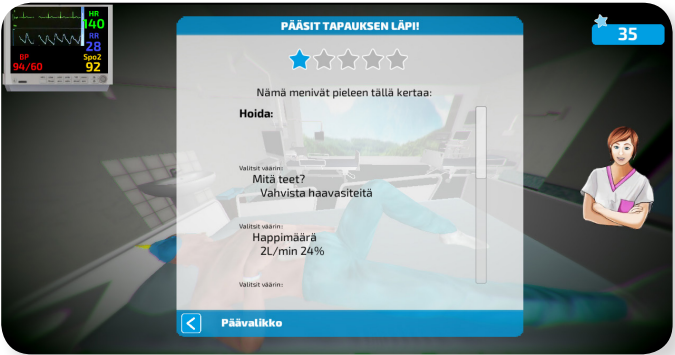 HR
140
RR
28
BP
94/60
Spo2
92
PÄÄSIT TAPAUKSEN LÄPI!
35
Nämä menivät pieleen tällä kertaa:
Hoida:
Valitsit väärin:
Mitä teet?
Vahvista haavasiteitä
Valitsit väärin:
Happimäärä
2L/min 24%
Valitsit väärin:
Päävalikko